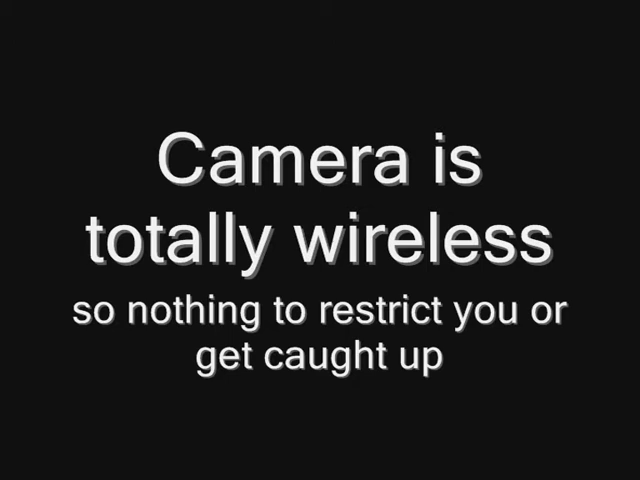 Camera is
totally wireless
so nothing to restrict you or
get caught up